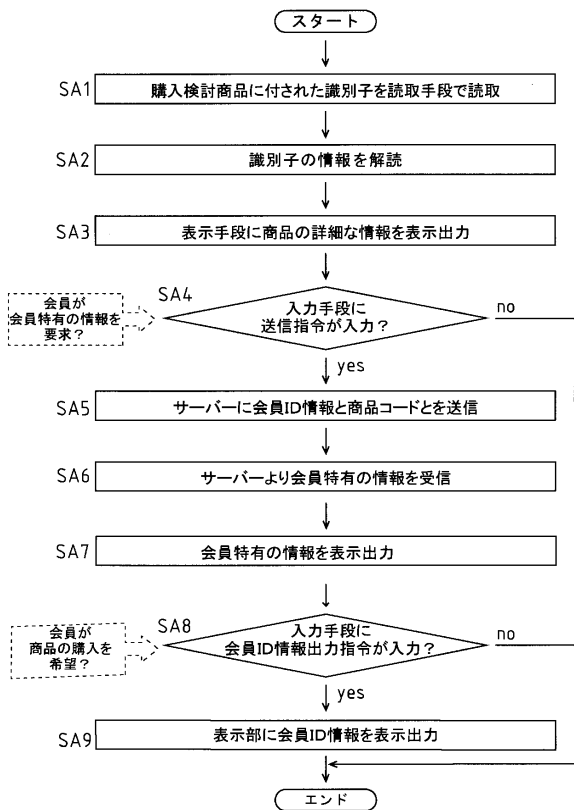 スタート
SA1
購入検討商品に付された識別子を読取手段で読取
SA2
識別子の情報を解読
SA3
表示手段に商品の詳細な情報を表示出力
会員が
会員特有の情報を
要求？
SA4
入力手段に
送信指令が入力？
no
yes
SA5
サーバーに会員ID情報と商品コードとを送信
SA6
サーバーより会員特有の情報を受信
SA7
会員特有の情報を表示出力
会員が
商品の購入を
希望？
SA8
入力手段に
会員ID情報出力指令が入力？
no
yes
SA9
表示部に会員ID情報を表示出力
エンド